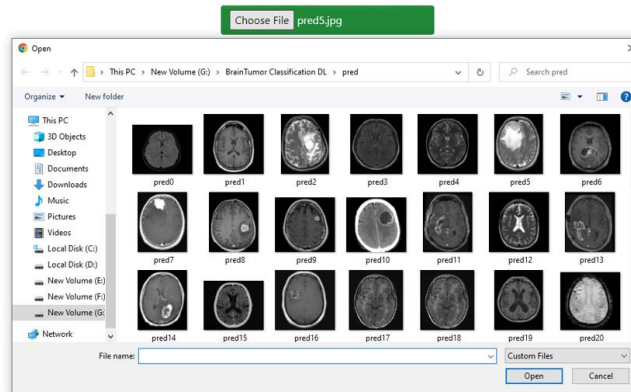 Choose File pred5.jpg
Open
This PC > New Volume (G:) > BrainTumor Classification DL > pred
Search pred
Organize
New folder
This PC
3D Objects
Desktop
Documents
Downloads
Music
Pictures
Videos
Local Disk (C:)
Local Disk (D:)
New Volume (E:)
New Volume (F:)
New Volume (G:
Network
pred0 pred1 pred2 pred3 pred4 pred5 pred6
pred7 pred8 pred9 pred10 pred11 pred12 pred13
pred14 pred15 pred16 pred17 pred18 pred19 pred20
File name:
Custom Files
Open Cancel